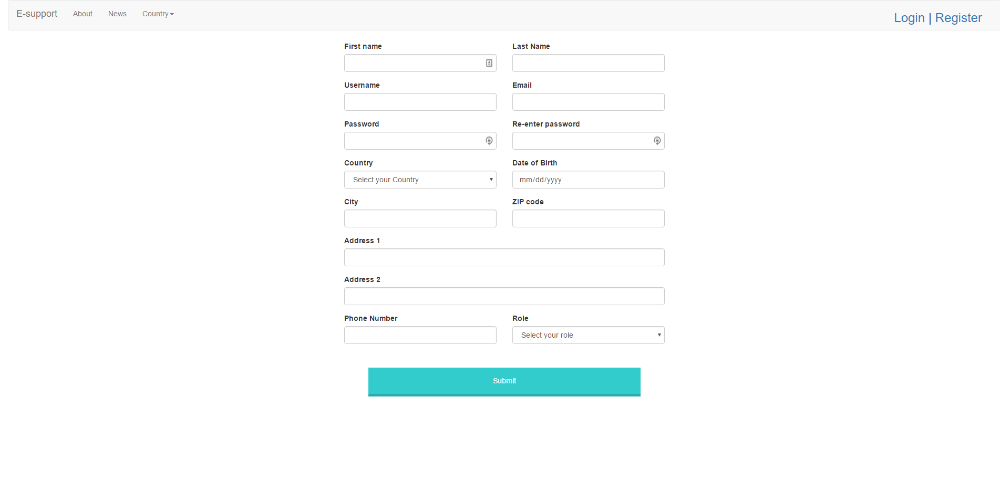 E-support About News Country Login | Register
First name Last Name
Username Email
Password Re-enter password
Country Date of Birth
Select your Country mm/dd/yyyy
City ZIP code
Address 1
Address 2
Phone Number Role
Select your role
Submit